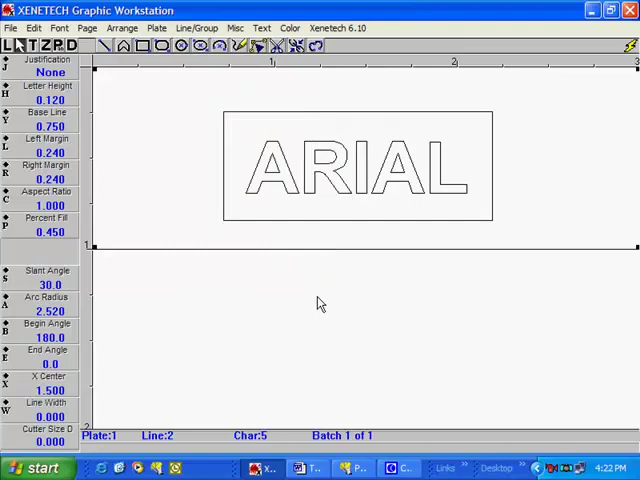 XENETECH Graphic Workstation
File Edit Font Page Arrange Plate Line/Group Misc Text Color Xenetech 6.10
L T Z P R D
J Justification
None
H Letter Height
0.120
Y Base Line
0.750
L Left Margin
0.240
R Right Margin
0.240
C Aspect Ratio
1.000
P Percent Fill
0.450
S Slant Angle
30.0
A Arc Radius
2.520
B Begin Angle
180.0
E End Angle
0.0
X X Center
1.500
W Line Width
0.000
Cutter Size D
0.000
1 2 3
ARIAL
1
2
Plate:1 Line:2 Char:5 Batch 1 of 1
start X... T... P... C... Links Desktop 4:22 PM